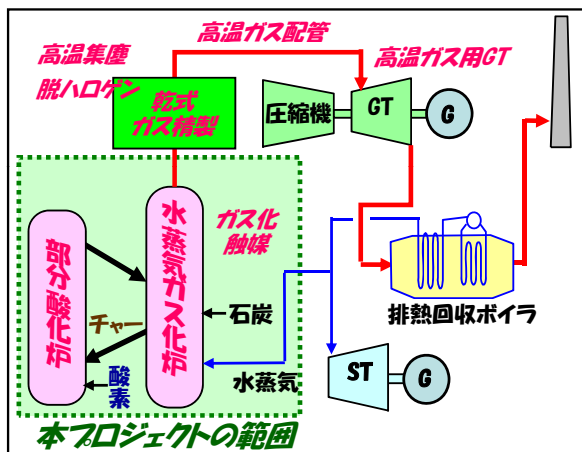 高温ガス配管
高温集塵
脱ハロゲン
高温ガス用GT
乾式
ガス精製
圧縮機
GT
G
水蒸気ガス化炉
ガス化
触媒
部分酸化炉
チャー
石炭
酸素
水蒸気
排熱回収ボイラ
ST
G
本プロジェクトの範囲